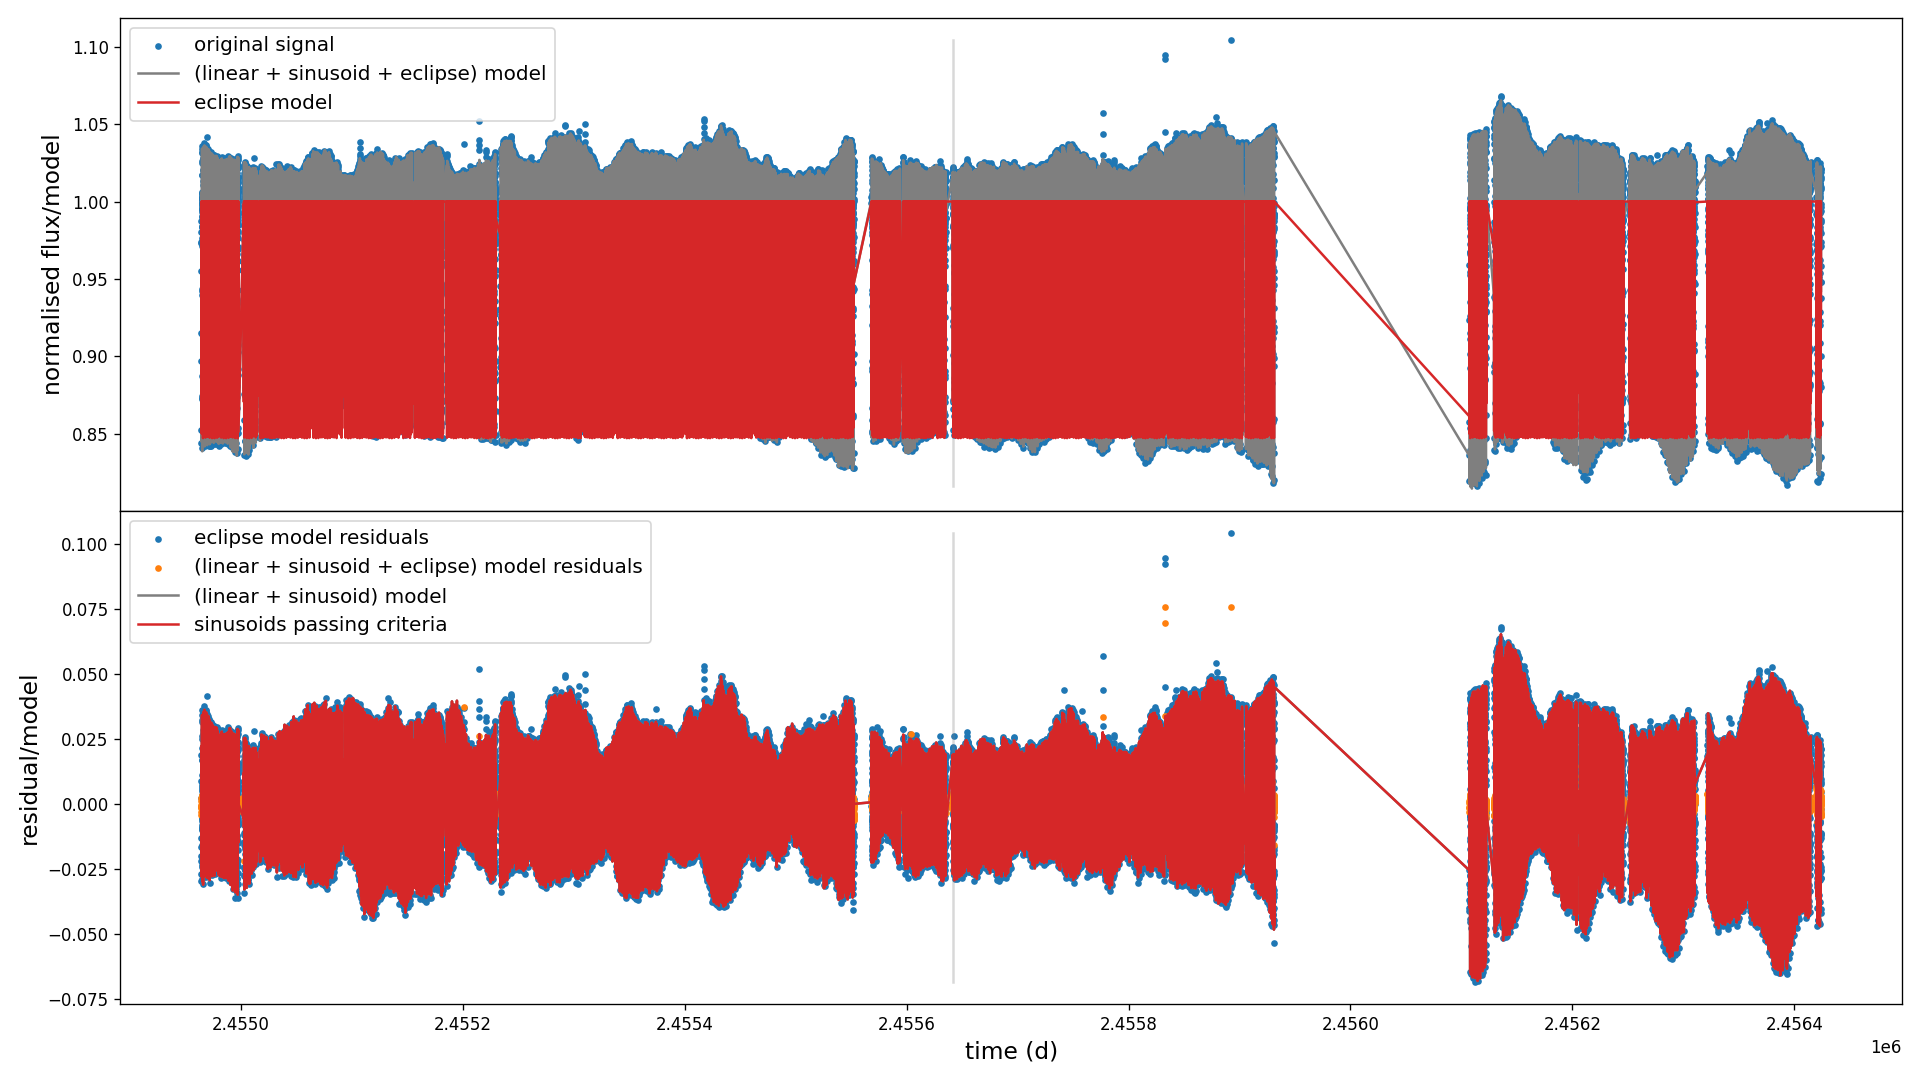 original signal
(linear + sinusoid + eclipse) model
eclipse model
normalised flux/model
1.10
1.05
1.00
0.95
0.90
0.85
eclipse model residuals
(linear + sinusoid + eclipse) model residuals
(linear + sinusoid) model
sinusoids passing criteria
residual/model
0.100
0.075
0.050
0.025
0.000
−0.025
−0.050
−0.075
2.4550 2.4552 2.4554 2.4556 2.4558 2.4560 2.4562 2.4564
time (d)
1e6